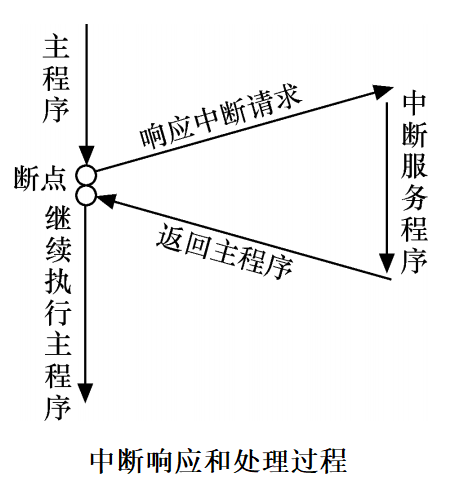 主程序
响应中断请求
中断服务程序
断点
返回主程序
继续执行主程序
中断响应和处理过程